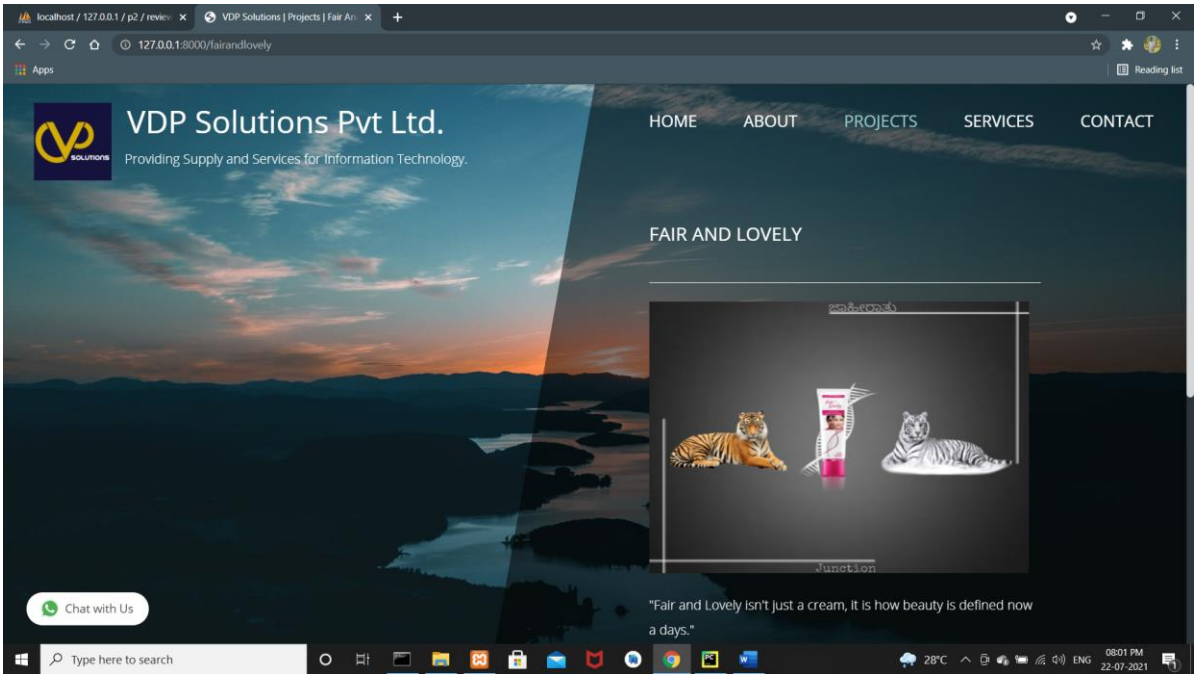 localhost / 127.0.0.1 / p2 / review
VDP Solutions | Projects | Fair An
127.0.0.1:8000/fairandlovely
Apps
Reading list
SOLUTIONS
VDP Solutions Pvt Ltd.
Providing Supply and Services for Information Technology.
HOME ABOUT PROJECTS SERVICES CONTACT
FAIR AND LOVELY
ಜಾಹೀರಾತು
Junction
"Fair and Lovely isn't just a cream, it is how beauty is defined now
a days."
Chat with Us
Type here to search
28°C
ENG
08:01 PM
22-07-2021